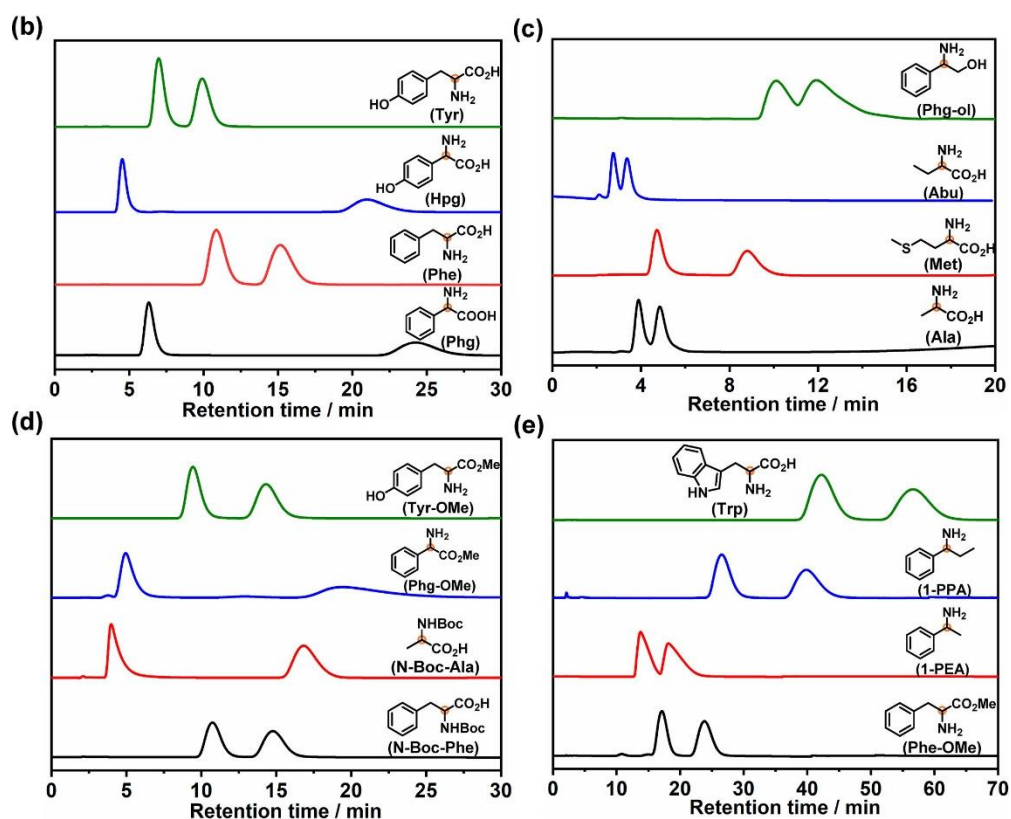 (b)
CO₂H
NH₂
HO
(Tyr)
NH₂
CO₂H
HO
(Hpg)
CO₂H
NH₂
(Phe)
NH₂
COOH
(Phg)
0 5 10 15 20 25 30
Retention time / min
(c)
NH₂
OH
(Phg-ol)
NH₂
CO₂H
(Abu)
NH₂
S
CO₂H
(Met)
NH₂
CO₂H
(Ala)
0 4 8 12 16 20
Retention time / min
(d)
CO₂Me
NH₂
HO
(Tyr-OMe)
NH₂
CO₂Me
(Phg-OMe)
NHBoc
CO₂H
(N-Boc-Ala)
CO₂H
NHBoc
(N-Boc-Phe)
0 5 10 15 20 25 30
Retention time / min
(e)
CO₂H
N
H
NH₂
(Trp)
NH₂
(1-PPA)
NH₂
(1-PEA)
CO₂Me
NH₂
(Phe-OMe)
0 10 20 30 40 50 60 70
Retention time / min